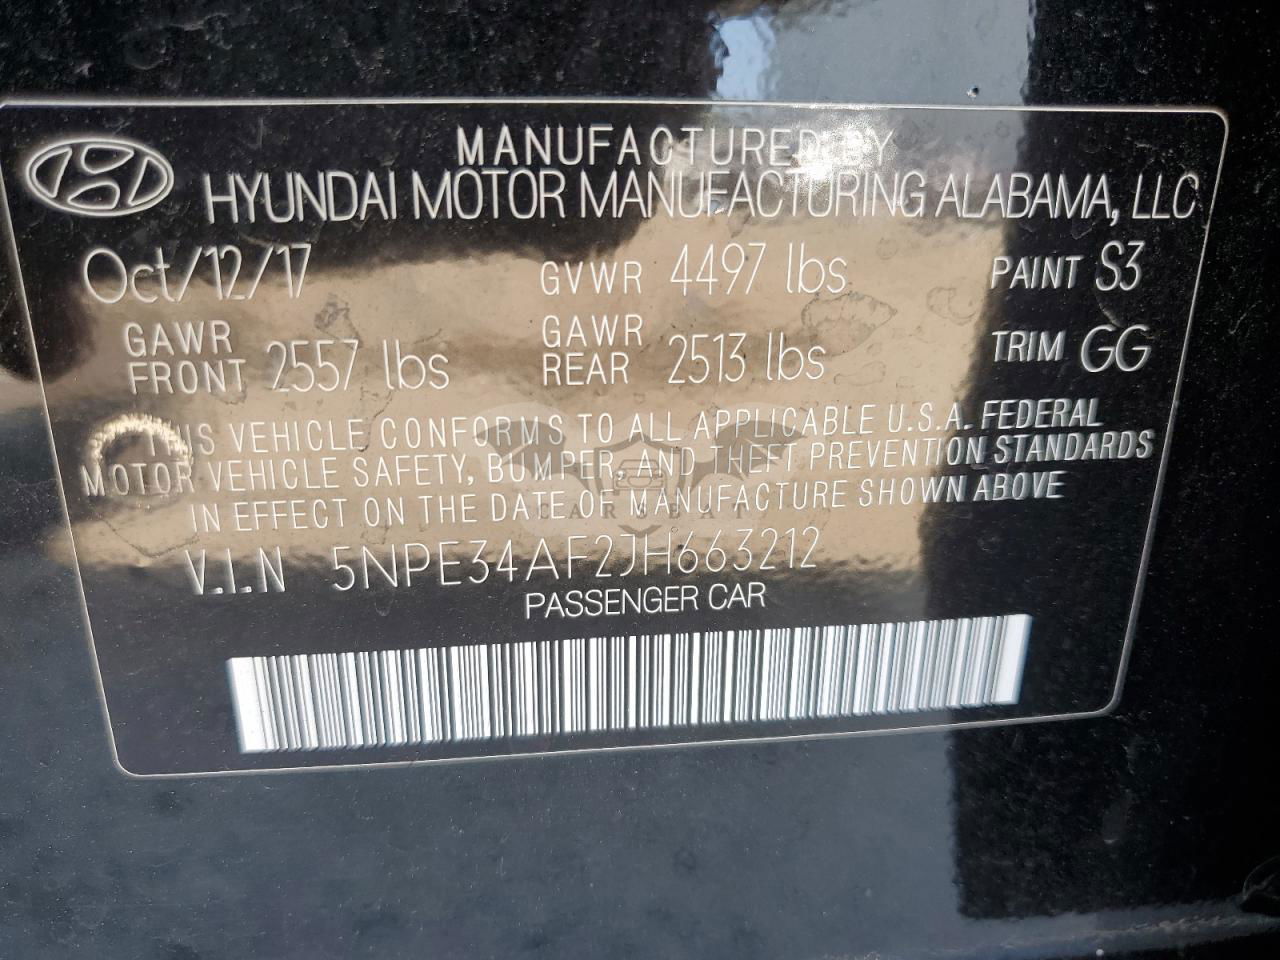 MANUFACTURED BY
HYUNDAI MOTOR MANUFACTURING ALABAMA, LLC
Oct/12/17 GVWR 4497 lbs PAINT S3
GAWR FRONT 2557 lbs GAWR REAR 2513 lbs TRIM GG
THIS VEHICLE CONFORMS TO ALL APPLICABLE U.S.A. FEDERAL
MOTOR VEHICLE SAFETY, BUMPER, AND THEFT PREVENTION STANDARDS
IN EFFECT ON THE DATE OF MANUFACTURE SHOWN ABOVE
CARSEAT
V.I.N 5NPE34AF2JH663212
PASSENGER CAR